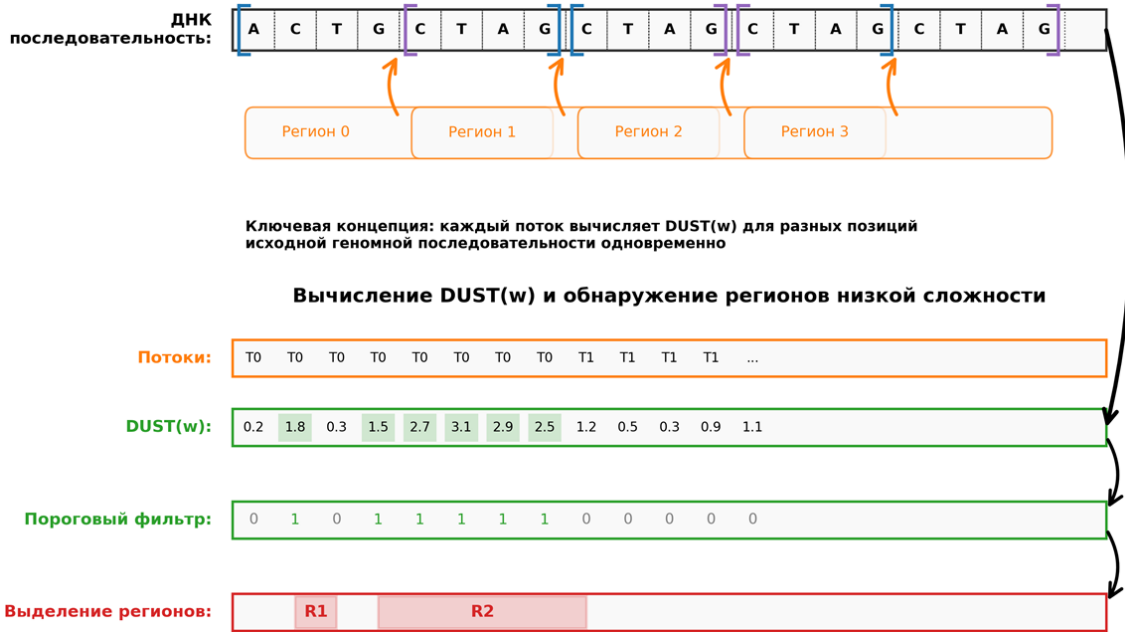 ДНК
последовательность:
A C T G C T A G C T A G C T A G C T A G
Регион 0 Регион 1 Регион 2 Регион 3
Ключевая концепция: каждый поток вычисляет DUST(w) для разных позиций
исходной геномной последовательности одновременно
Вычисление DUST(w) и обнаружение регионов низкой сложности
Потоки: T0 T0 T0 T0 T0 T0 T0 T0 T1 T1 T1 T1 ...
DUST(w): 0.2 1.8 0.3 1.5 2.7 3.1 2.9 2.5 1.2 0.5 0.3 0.9 1.1
Пороговый фильтр: 0 1 0 1 1 1 1 1 0 0 0 0 0
Выделение регионов: R1 R2